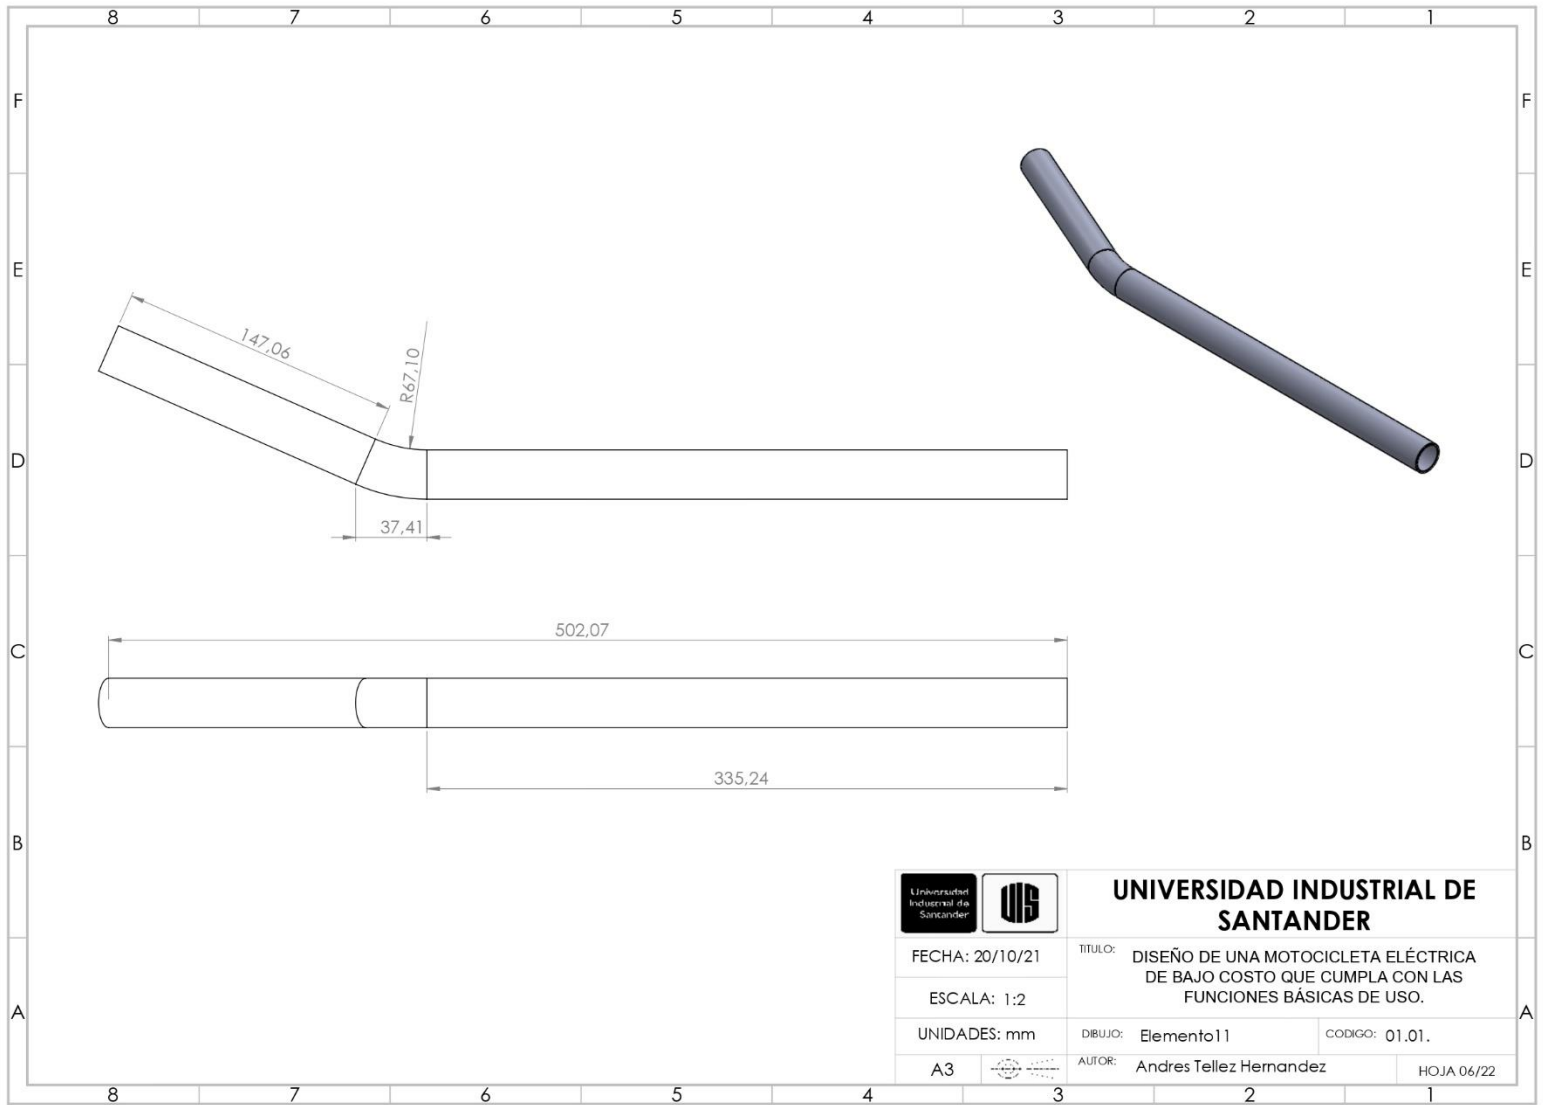 8 7 6 5 4 3 2 1
F F
E E
D D
C C
B B
A A
147,06
R67,10
37,41
502,07
335,24
Universidad
Industrial de
Santander
UIS
UNIVERSIDAD INDUSTRIAL DE
SANTANDER
FECHA: 20/10/21
TITULO: DISEÑO DE UNA MOTOCICLETA ELÉCTRICA
DE BAJO COSTO QUE CUMPLA CON LAS
FUNCIONES BÁSICAS DE USO.
ESCALA: 1:2
UNIDADES: mm
DIBUJO: Elemento11
CODIGO: 01.01.
A3
AUTOR: Andres Tellez Hernandez
HOJA 06/22
8 7 6 5 4 3 2 1